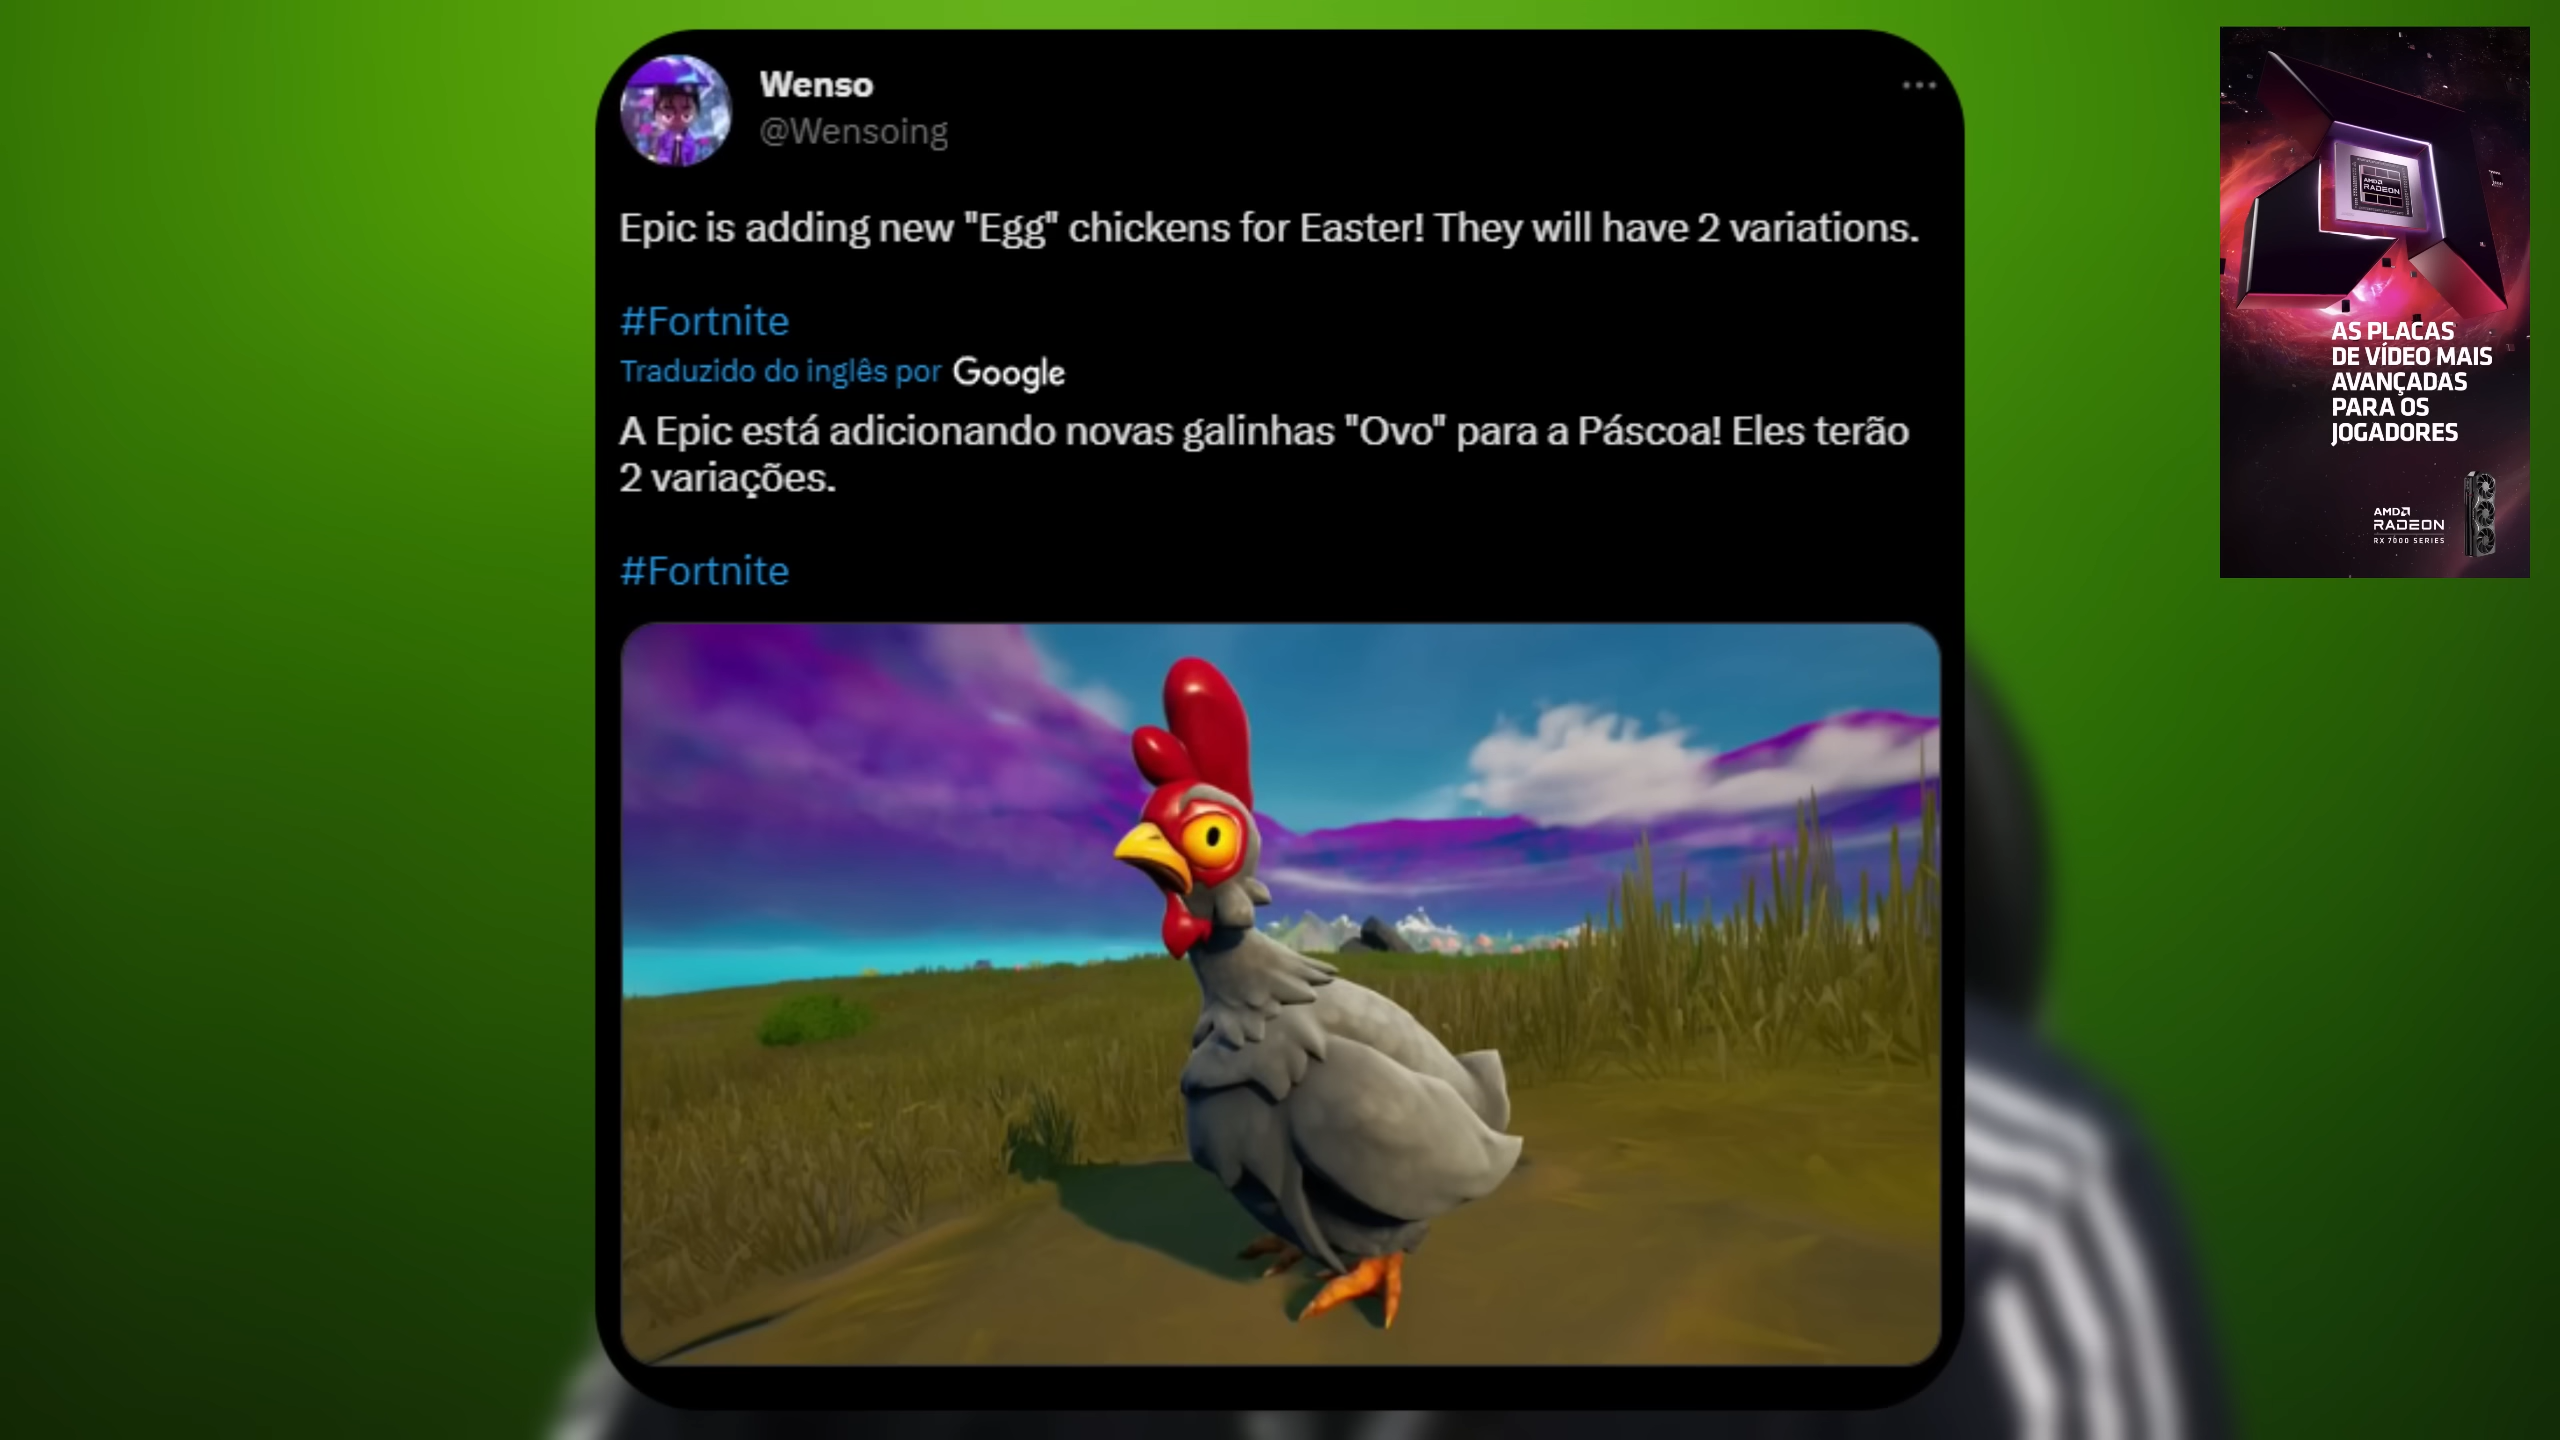 Wenso
@Wensoing
Epic is adding new "Egg" chickens for Easter! They will have 2 variations.
#Fortnite
Traduzido do inglês por Google
A Epic está adicionando novas galinhas "Ovo" para a Páscoa! Eles terão
2 variações.
#Fortnite
AMD
RADEON
AS PLACAS
DE VÍDEO MAIS
AVANÇADAS
PARA OS
JOGADORES
AMD
RADEON
RX 7000 SERIES